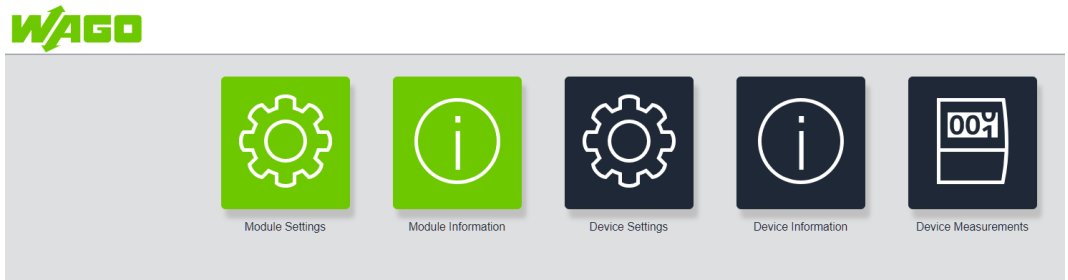 WAGO
Module Settings
Module Information
Device Settings
Device Information
Device Measurements